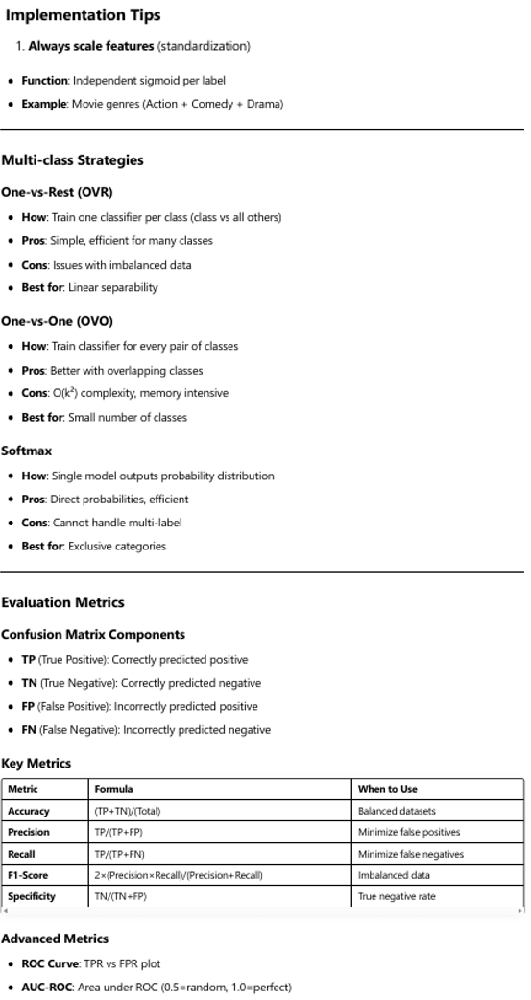 Implementation Tips
1. Always scale features (standardization)
• Function: Independent sigmoid per label
• Example: Movie genres (Action + Comedy + Drama)
Multi-class Strategies
One-vs-Rest (OVR)
• How: Train one classifier per class (class vs all others)
• Pros: Simple, efficient for many classes
• Cons: Issues with imbalanced data
• Best for: Linear separability
One-vs-One (OVO)
• How: Train classifier for every pair of classes
• Pros: Better with overlapping classes
• Cons: O(k²) complexity, memory intensive
• Best for: Small number of classes
Softmax
• How: Single model outputs probability distribution
• Pros: Direct probabilities, efficient
• Cons: Cannot handle multi-label
• Best for: Exclusive categories
Evaluation Metrics
Confusion Matrix Components
• TP (True Positive): Correctly predicted positive
• TN (True Negative): Correctly predicted negative
• FP (False Positive): Incorrectly predicted positive
• FN (False Negative): Incorrectly predicted negative
Key Metrics
Metric Formula When to Use
Accuracy (TP+TN)/(Total) Balanced datasets
Precision TP/(TP+FP) Minimize false positives
Recall TP/(TP+FN) Minimize false negatives
F1-Score 2×(Precision×Recall)/(Precision+Recall) Imbalanced data
Specificity TN/(TN+FP) True negative rate
Advanced Metrics
• ROC Curve: TPR vs FPR plot
• AUC-ROC: Area under ROC (0.5=random, 1.0=perfect)